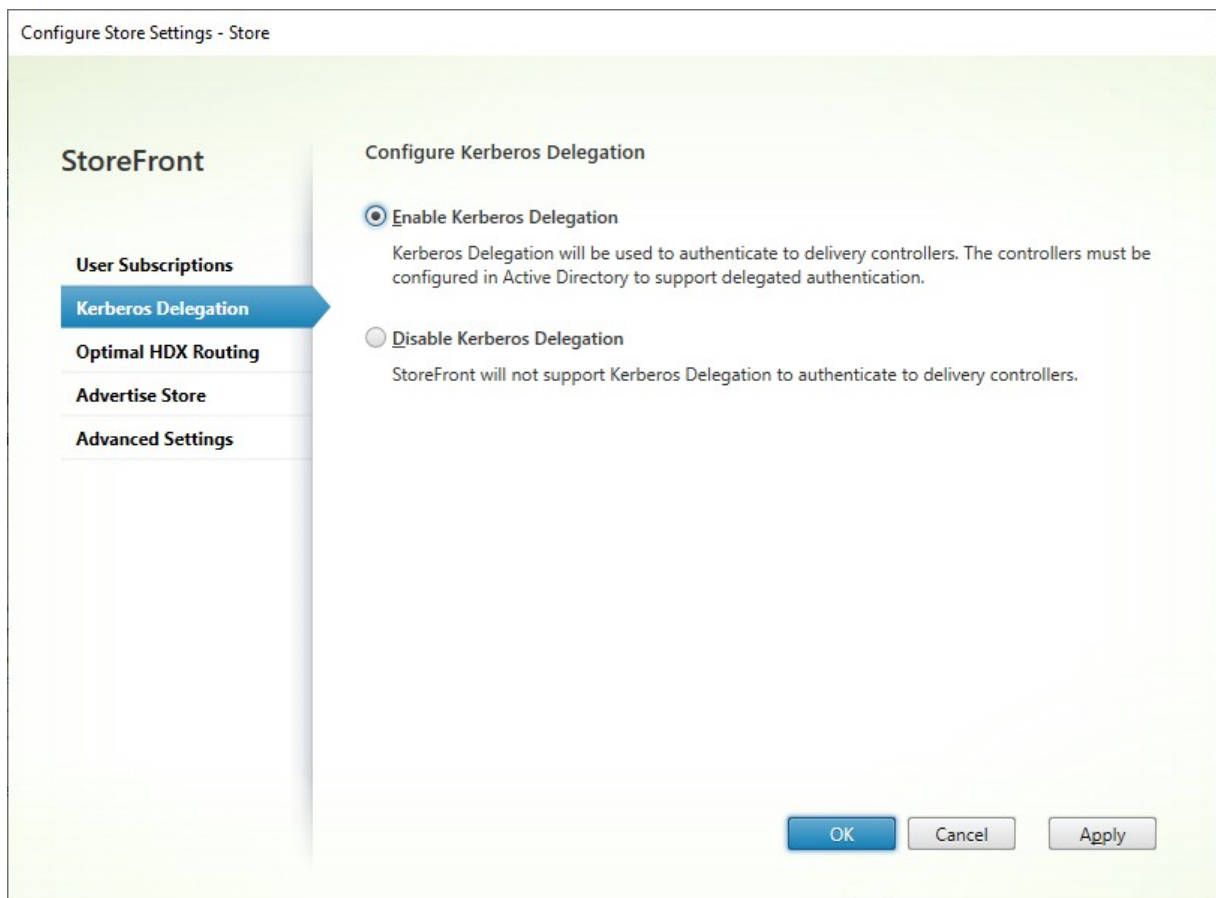 Configure Store Settings - Store
StoreFront
User Subscriptions
Kerberos Delegation
Optimal HDX Routing
Advertise Store
Advanced Settings
Configure Kerberos Delegation
Enable Kerberos Delegation
Kerberos Delegation will be used to authenticate to delivery controllers. The controllers must be
configured in Active Directory to support delegated authentication.
Disable Kerberos Delegation
StoreFront will not support Kerberos Delegation to authenticate to delivery controllers.
OK
Cancel
Apply